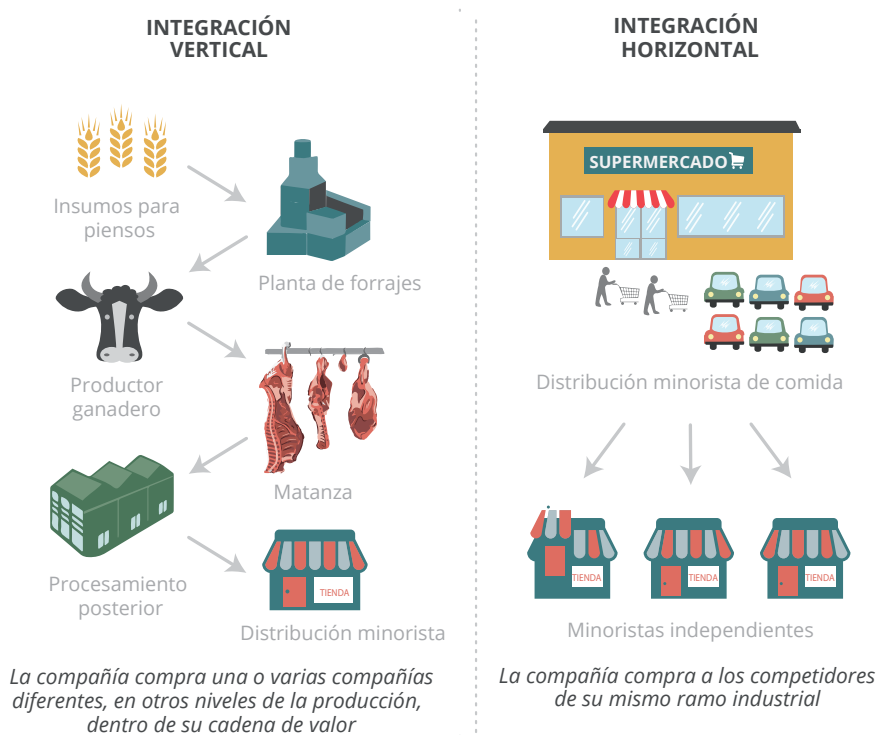 INTEGRACIÓN
VERTICAL
Insumos para
piensos
Planta de forrajes
Productor
ganadero
Matanza
Procesamiento
posterior
TIENDA
Distribución minorista
La compañía compra una o varias compañías
diferentes, en otros niveles de la producción,
dentro de su cadena de valor
INTEGRACIÓN
HORIZONTAL
SUPERMERCADO
Distribución minorista de comida
TIENDA
TIENDA
TIENDA
Minoristas independientes
La compañía compra a los competidores
de su mismo ramo industrial